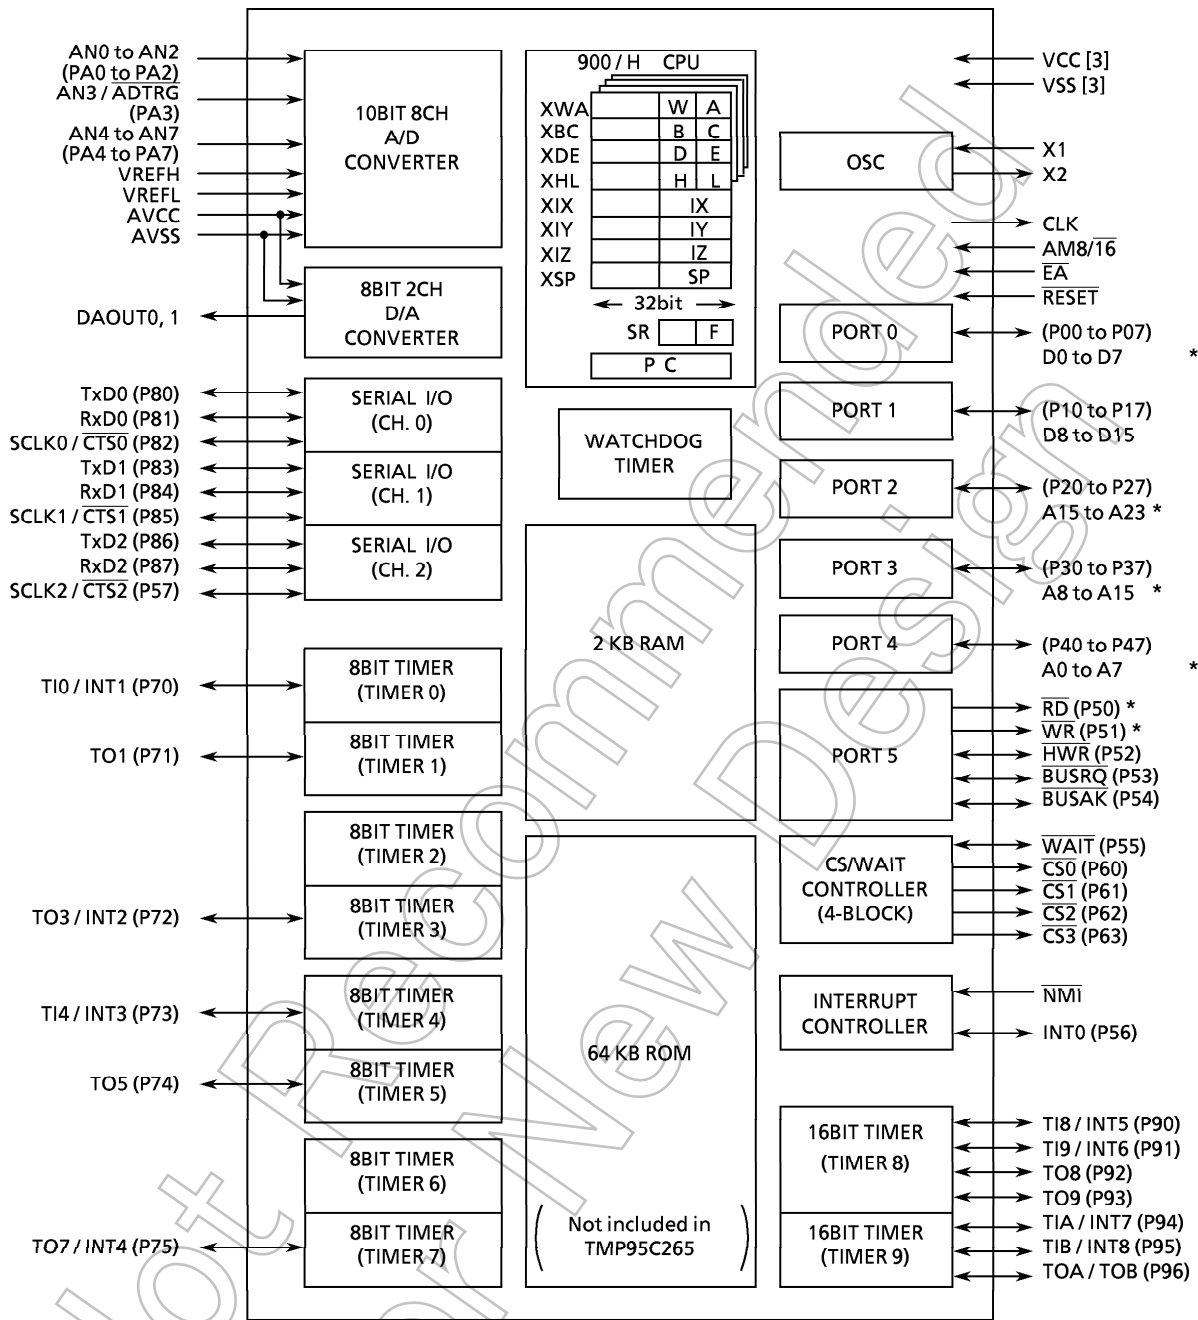 AN0 to AN2
(PA0 to PA2)
AN3 / ADTRG
(PA3)
AN4 to AN7
(PA4 to PA7)
VREFH
VREFL
AVCC
AVSS
10BIT 8CH
A/D
CONVERTER
DAOUT0, 1
8BIT 2CH
D/A
CONVERTER
TxD0 (P80)
RxD0 (P81)
SCLK0 / CTS0 (P82)
TxD1 (P83)
RxD1 (P84)
SCLK1 / CTS1 (P85)
TxD2 (P86)
RxD2 (P87)
SCLK2 / CTS2 (P57)
SERIAL I/O
(CH. 0)
SERIAL I/O
(CH. 1)
SERIAL I/O
(CH. 2)
TI0 / INT1 (P70)
8BIT TIMER
(TIMER 0)
TO1 (P71)
8BIT TIMER
(TIMER 1)
8BIT TIMER
(TIMER 2)
TO3 / INT2 (P72)
8BIT TIMER
(TIMER 3)
TI4 / INT3 (P73)
8BIT TIMER
(TIMER 4)
TO5 (P74)
8BIT TIMER
(TIMER 5)
8BIT TIMER
(TIMER 6)
TO7 / INT4 (P75)
8BIT TIMER
(TIMER 7)
900 / H CPU
XWA W A
XBC B C
XDE D E
XHL H L
XIX IX
XIY IY
XIZ IZ
XSP SP
32bit
SR F
P C
WATCHDOG
TIMER
2 KB RAM
64 KB ROM
(Not included in
TMP95C265)
VCC [3]
VSS [3]
OSC
X1
X2
CLK
AM8/16
EA
RESET
PORT 0
(P00 to P07)
D0 to D7 *
PORT 1
(P10 to P17)
D8 to D15
PORT 2
(P20 to P27)
A15 to A23 *
PORT 3
(P30 to P37)
A8 to A15 *
PORT 4
(P40 to P47)
A0 to A7 *
PORT 5
RD (P50) *
WR (P51) *
HWR (P52)
BUSRQ (P53)
BUSAK (P54)
CS/WAIT
CONTROLLER
(4-BLOCK)
WAIT (P55)
CS0 (P60)
CS1 (P61)
CS2 (P62)
CS3 (P63)
INTERRUPT
CONTROLLER
NMI
INT0 (P56)
16BIT TIMER
(TIMER 8)
TI8 / INT5 (P90)
TI9 / INT6 (P91)
TO8 (P92)
TO9 (P93)
16BIT TIMER
(TIMER 9)
TIA / INT7 (P94)
TIB / INT8 (P95)
TOA / TOB (P96)
Not Recommended
for New Design